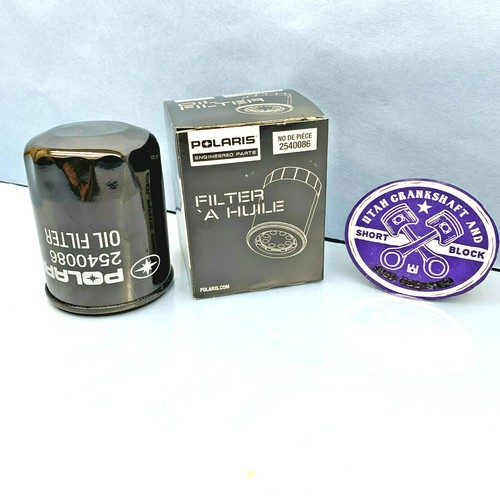 POLARIS
2540086
OIL FILTER
POLARIS
ENGINEERED PARTS
NO DE PIÈCE
2540086
FILTER
À HUILE
POLARIS.COM
UTAH CRANKSHAFT AND
SHORT
BLOCK